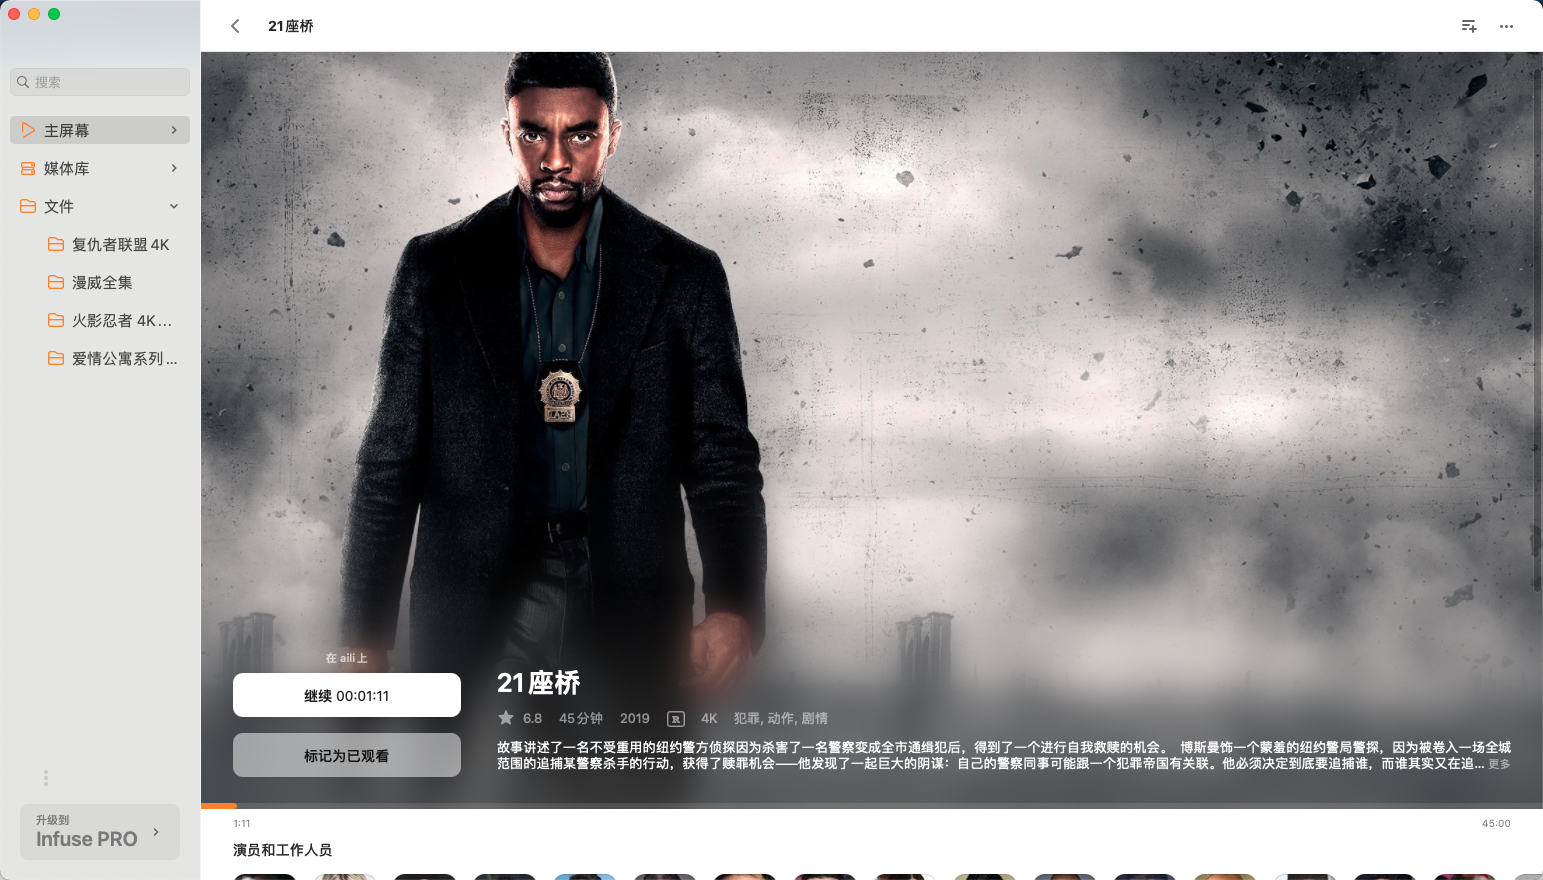 21座桥
搜索
主屏幕
媒体库
文件
复仇者联盟4K
漫威全集
火影忍者 4K...
爱情公寓系列...
升级到
Infuse PRO
在 aili 上
继续 00:01:11
标记为已观看
21座桥
6.8 45分钟 2019 R 4K 犯罪, 动作, 剧情
故事讲述了一名不受重用的纽约警方侦探因为杀害了一名警察变成全市通缉犯后，得到了一个进行自我救赎的机会。 博斯曼饰一个蒙羞的纽约警局警探，因为被卷入一场全城
范围的追捕某警察杀手的行动，获得了赎罪机会——他发现了一起巨大的阴谋：自己的警察同事可能跟一个犯罪帝国有关联。他必须决定到底要追捕谁，而谁其实又在追... 更多
1:11 45:00
演员和工作人员